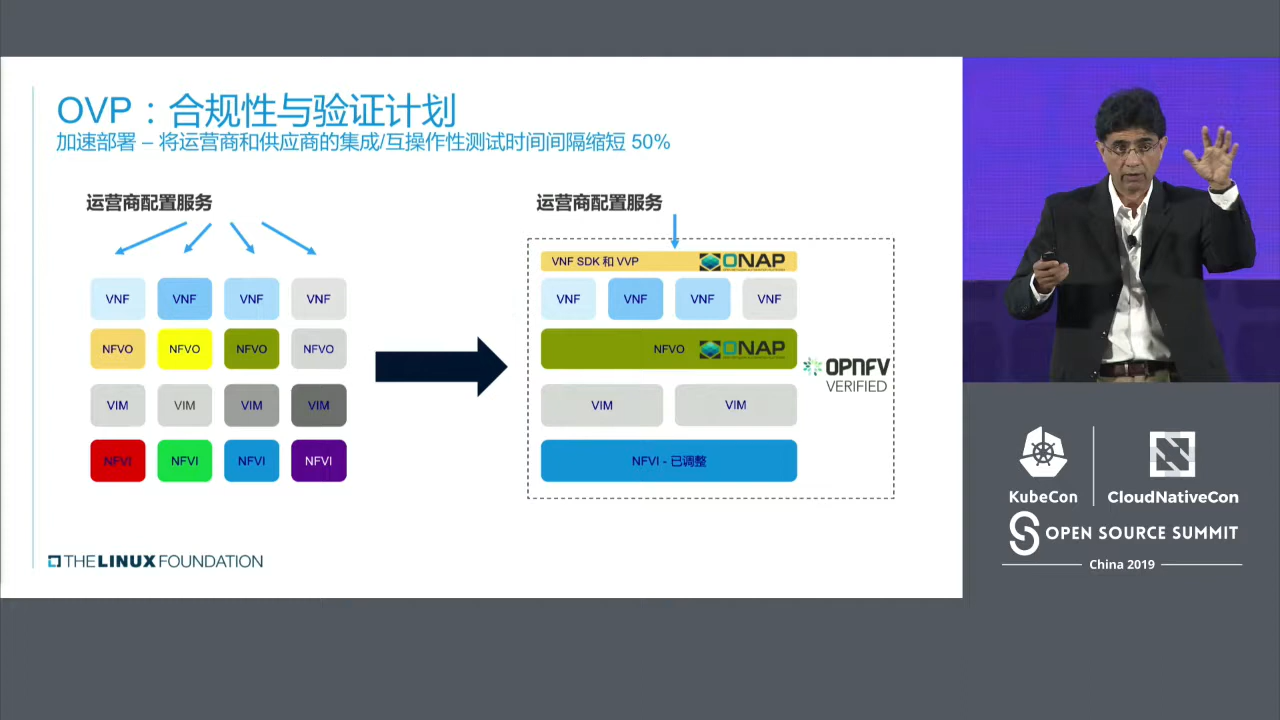 OVP：合规性与验证计划
加速部署 – 将运营商和供应商的集成/互操作性测试时间间隔缩短 50%
运营商配置服务
VNF VNF VNF VNF
NFVO NFVO NFVO NFVO
VIM VIM VIM VIM
NFVI NFVI NFVI NFVI
运营商配置服务
VNF SDK 和 VVP ONAP
VNF VNF VNF VNF
NFVO ONAP
VIM VIM
NFVI - 已调整
OPNFV
VERIFIED
THE LINUX FOUNDATION
KubeCon CloudNativeCon
OPEN SOURCE SUMMIT
China 2019